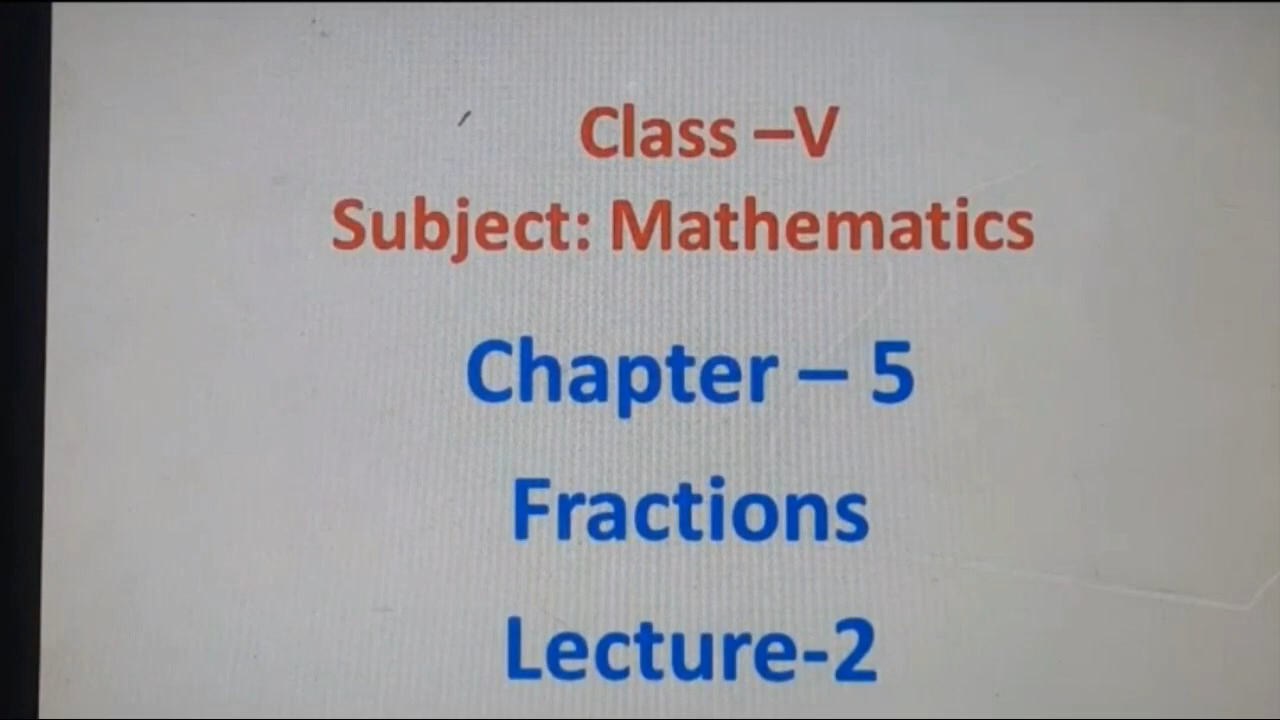 Class –V
Subject: Mathematics
Chapter – 5
Fractions
Lecture-2